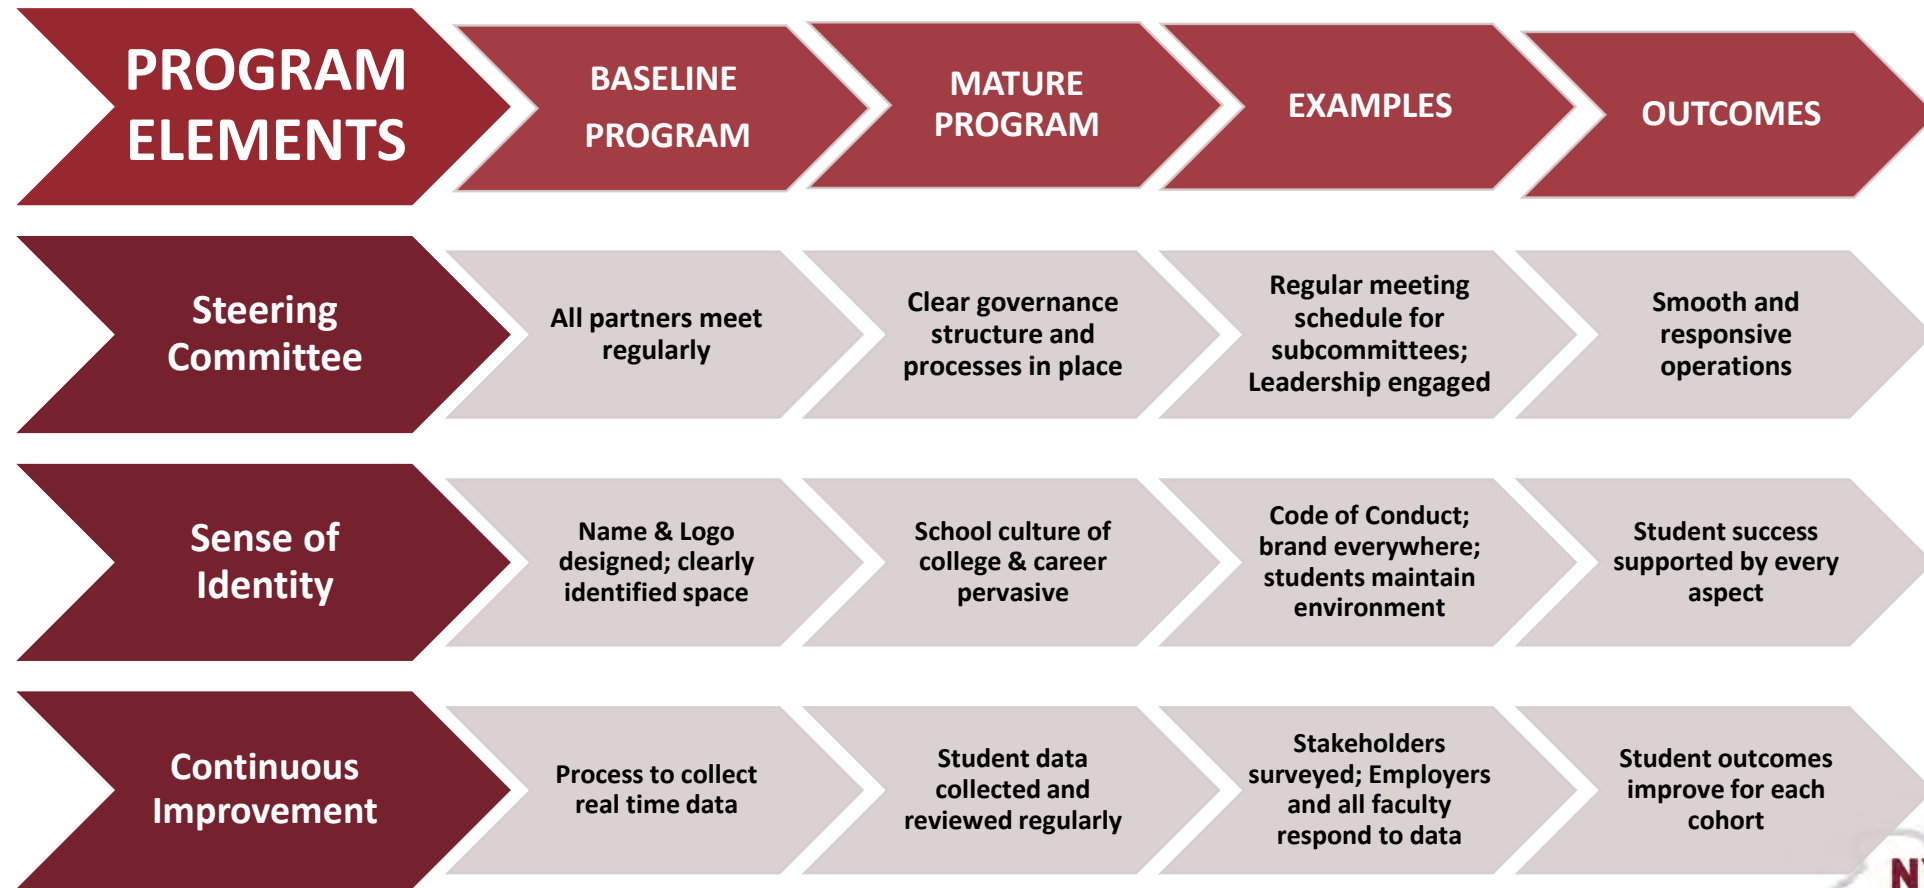 PROGRAM
ELEMENTS
BASELINE
PROGRAM
MATURE
PROGRAM
EXAMPLES
OUTCOMES
Steering
Committee
All partners meet
regularly
Clear governance
structure and
processes in place
Regular meeting
schedule for
subcommittees;
Leadership engaged
Smooth and
responsive
operations
Sense of
Identity
Name & Logo
designed; clearly
identified space
School culture of
college & career
pervasive
Code of Conduct;
brand everywhere;
students maintain
environment
Student success
supported by every
aspect
Continuous
Improvement
Process to collect
real time data
Student data
collected and
reviewed regularly
Stakeholders
surveyed; Employers
and all faculty
respond to data
Student outcomes
improve for each
cohort